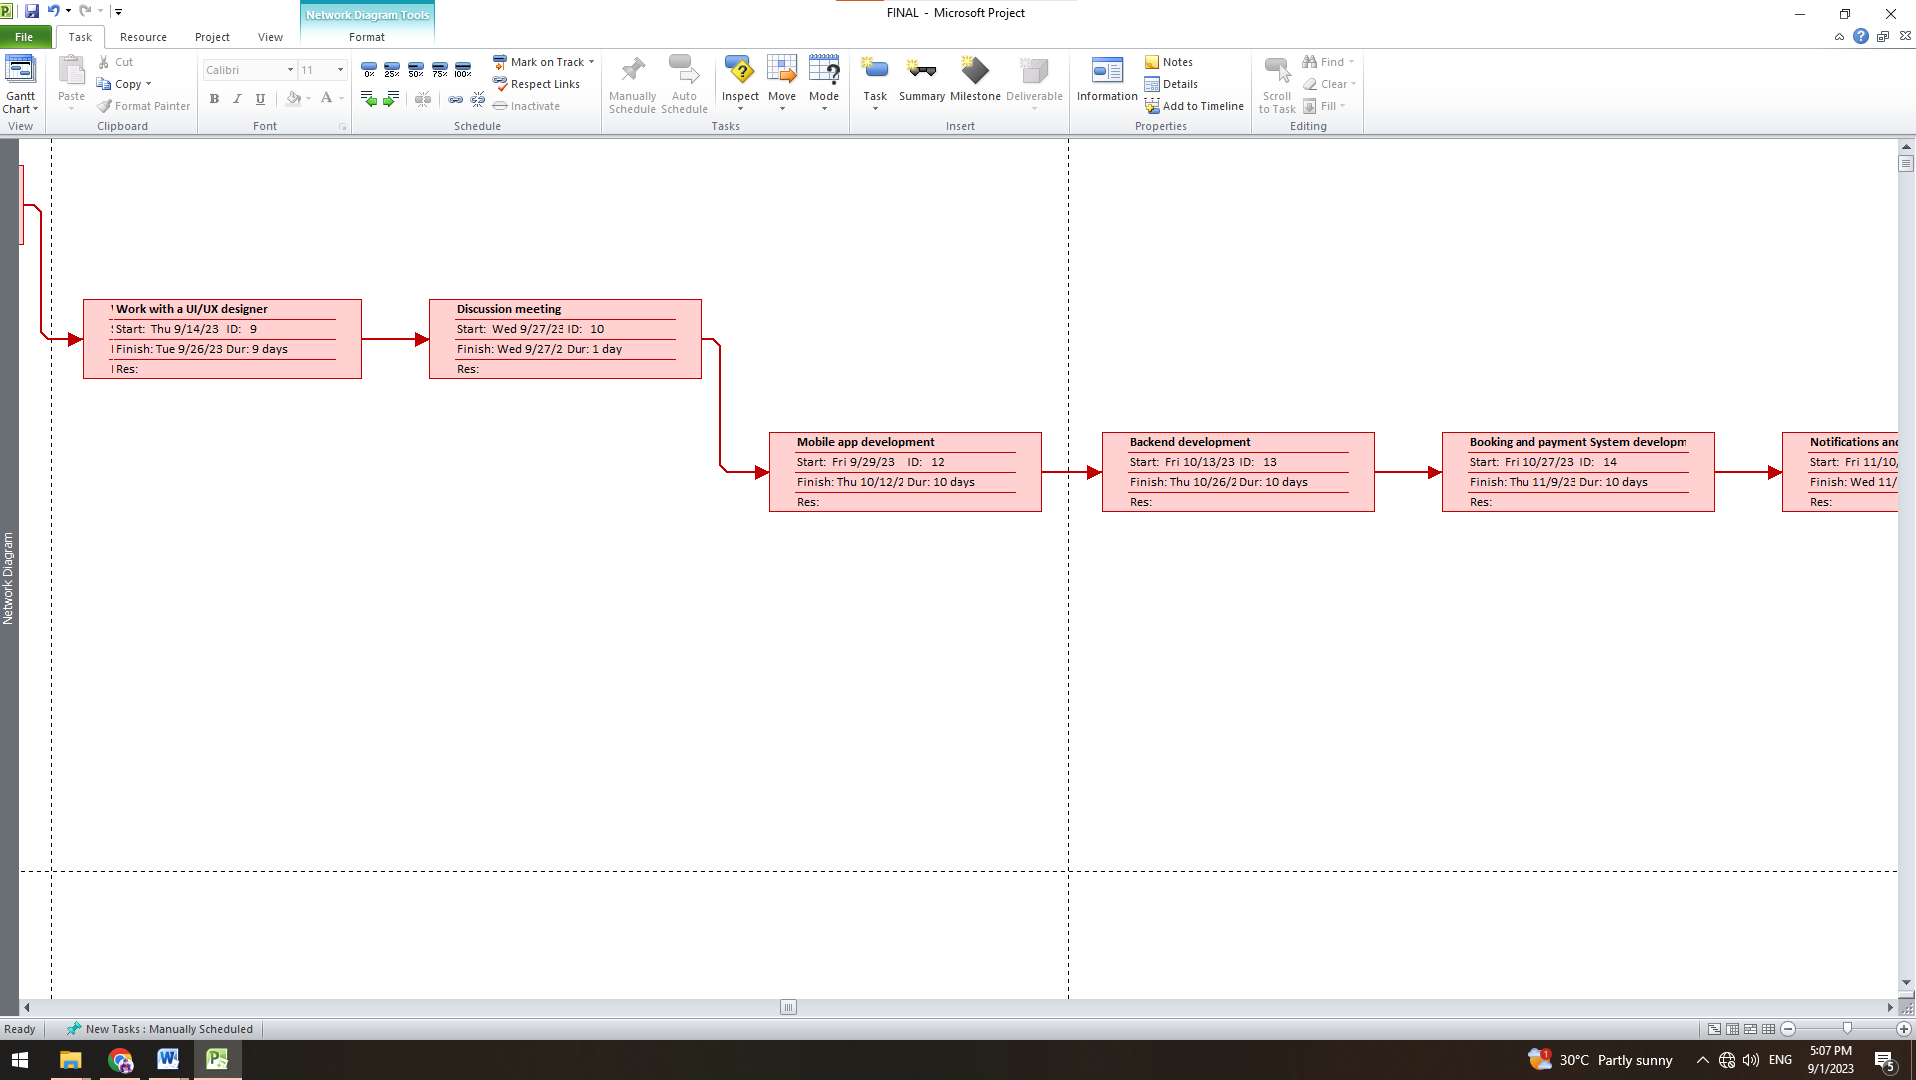 FINAL - Microsoft Project
Network Diagram Tools
File Task Resource Project View Format
Gantt Chart
View
Paste
Cut
Copy
Format Painter
Clipboard
Calibri 11
B I U A
Font
0% 25% 50% 75% 100%
Mark on Track
Respect Links
Inactivate
Schedule
Manually Schedule
Auto Schedule
Inspect
Move
Mode
Tasks
Task
Summary
Milestone
Deliverable
Insert
Information
Notes
Details
Add to Timeline
Properties
Scroll to Task
Find
Clear
Fill
Editing
Network Diagram
Work with a UI/UX designer
Start: Thu 9/14/23 ID: 9
Finish: Tue 9/26/23 Dur: 9 days
Res:
Discussion meeting
Start: Wed 9/27/23 ID: 10
Finish: Wed 9/27/2 Dur: 1 day
Res:
Mobile app development
Start: Fri 9/29/23 ID: 12
Finish: Thu 10/12/2 Dur: 10 days
Res:
Backend development
Start: Fri 10/13/23 ID: 13
Finish: Thu 10/26/2 Dur: 10 days
Res:
Booking and payment System developm
Start: Fri 10/27/23 ID: 14
Finish: Thu 11/9/23 Dur: 10 days
Res:
Notifications and
Start: Fri 11/10,
Finish: Wed 11/
Res:
Ready
New Tasks : Manually Scheduled
30°C Partly sunny
ENG
5:07 PM
9/1/2023
5